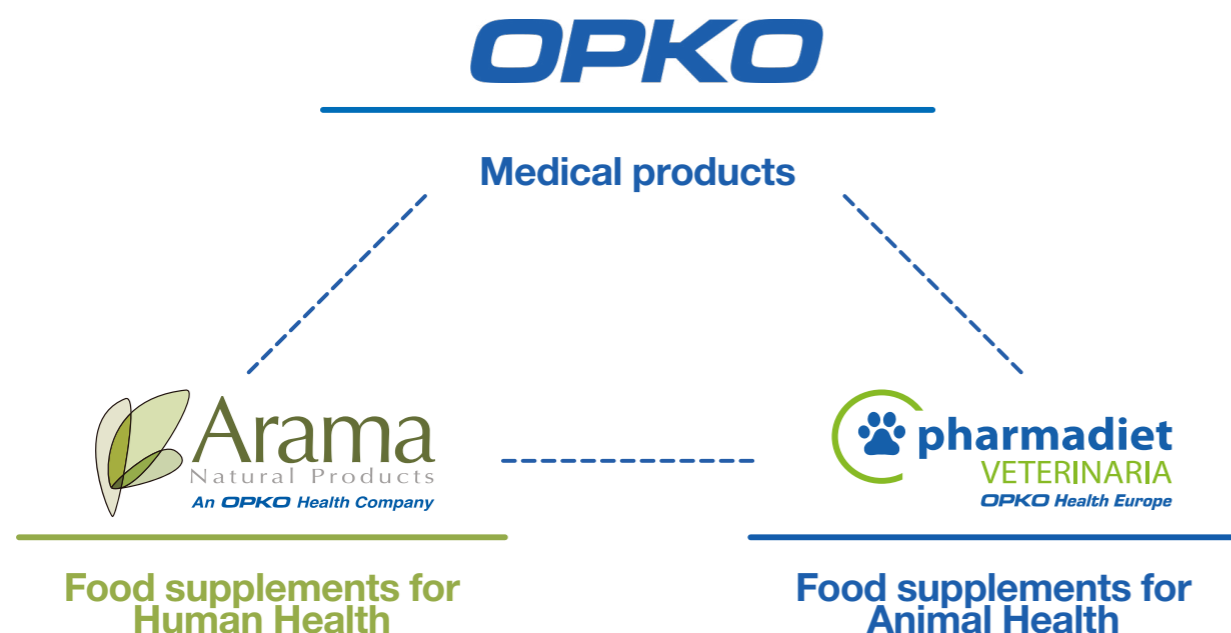 OPKO
Medical products
Arama
Natural Products
An OPKO Health Company
pharmadiet
VETERINARIA
OPKO Health Europe
Food supplements for
Human Health
Food supplements for
Animal Health